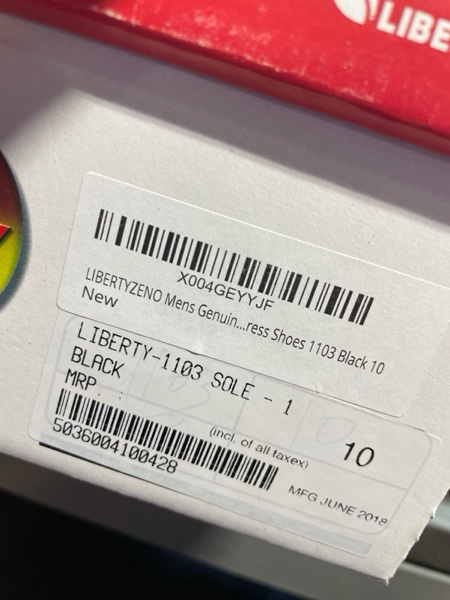 LIBE
X004GEYYJF
LIBERTYZENO Mens Genuin...ress Shoes 1103 Black 10
New
LIBERTY-1103 SOLE - 1
BLACK
MRP :
(incl. of all taxex)
10
5036004100428
MFG JUNE 2018